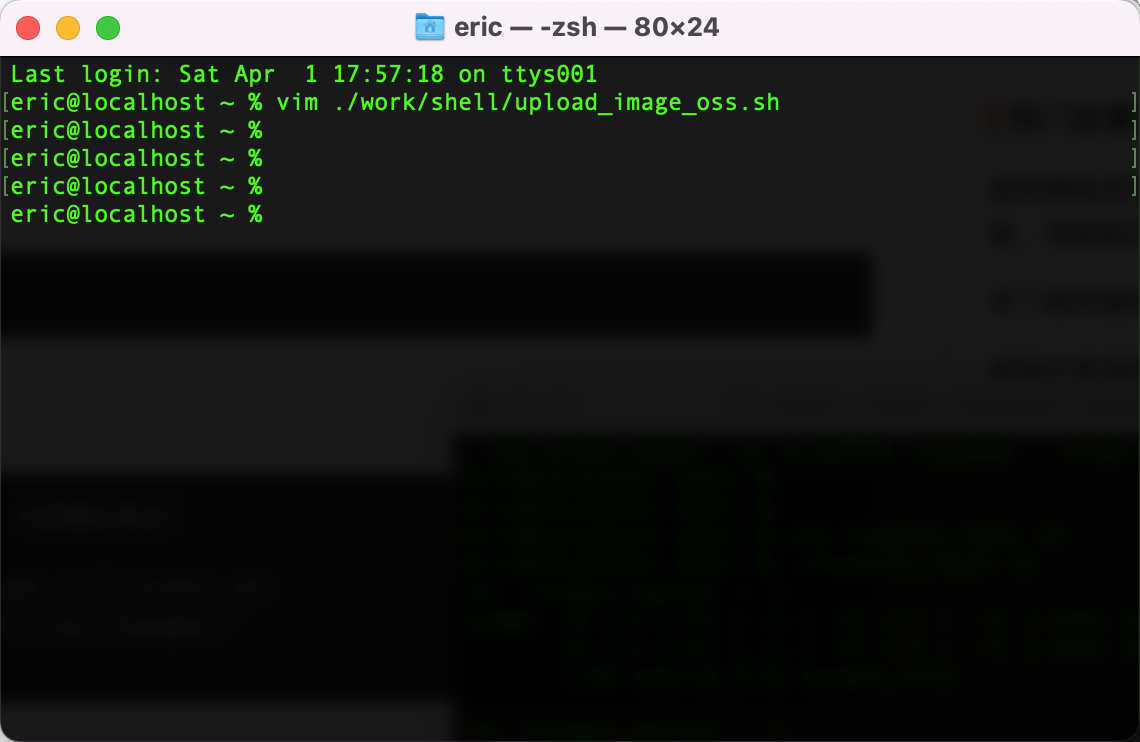 eric — -zsh — 80×24
Last login: Sat Apr  1 17:57:18 on ttys001
[eric@localhost ~ % vim ./work/shell/upload_image_oss.sh ]
[eric@localhost ~ % ]
[eric@localhost ~ % ]
[eric@localhost ~ % ]
eric@localhost ~ %